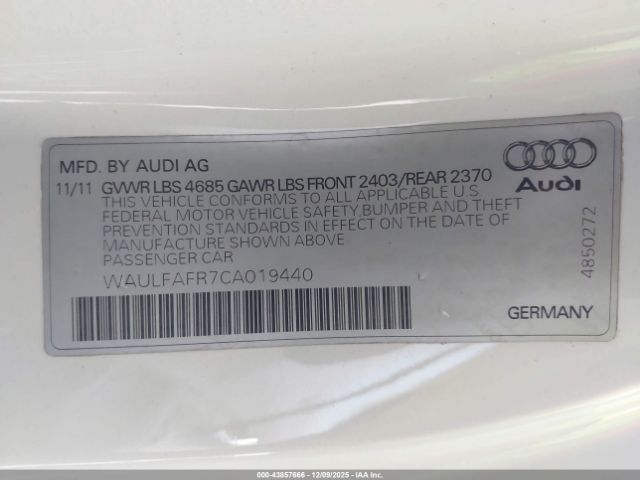 MFD. BY AUDI AG
11/11 GVWR LBS 4685 GAWR LBS FRONT 2403/REAR 2370
THIS VEHICLE CONFORMS TO ALL APPLICABLE U.S.
FEDERAL MOTOR VEHICLE SAFETY,BUMPER AND THEFT
PREVENTION STANDARDS IN EFFECT ON THE DATE OF
MANUFACTURE SHOWN ABOVE
PASSENGER CAR
WAULFAFR7CA019440
Audi
4850272
GERMANY
000-43857666 - 12/09/2025 - IAAI.COM